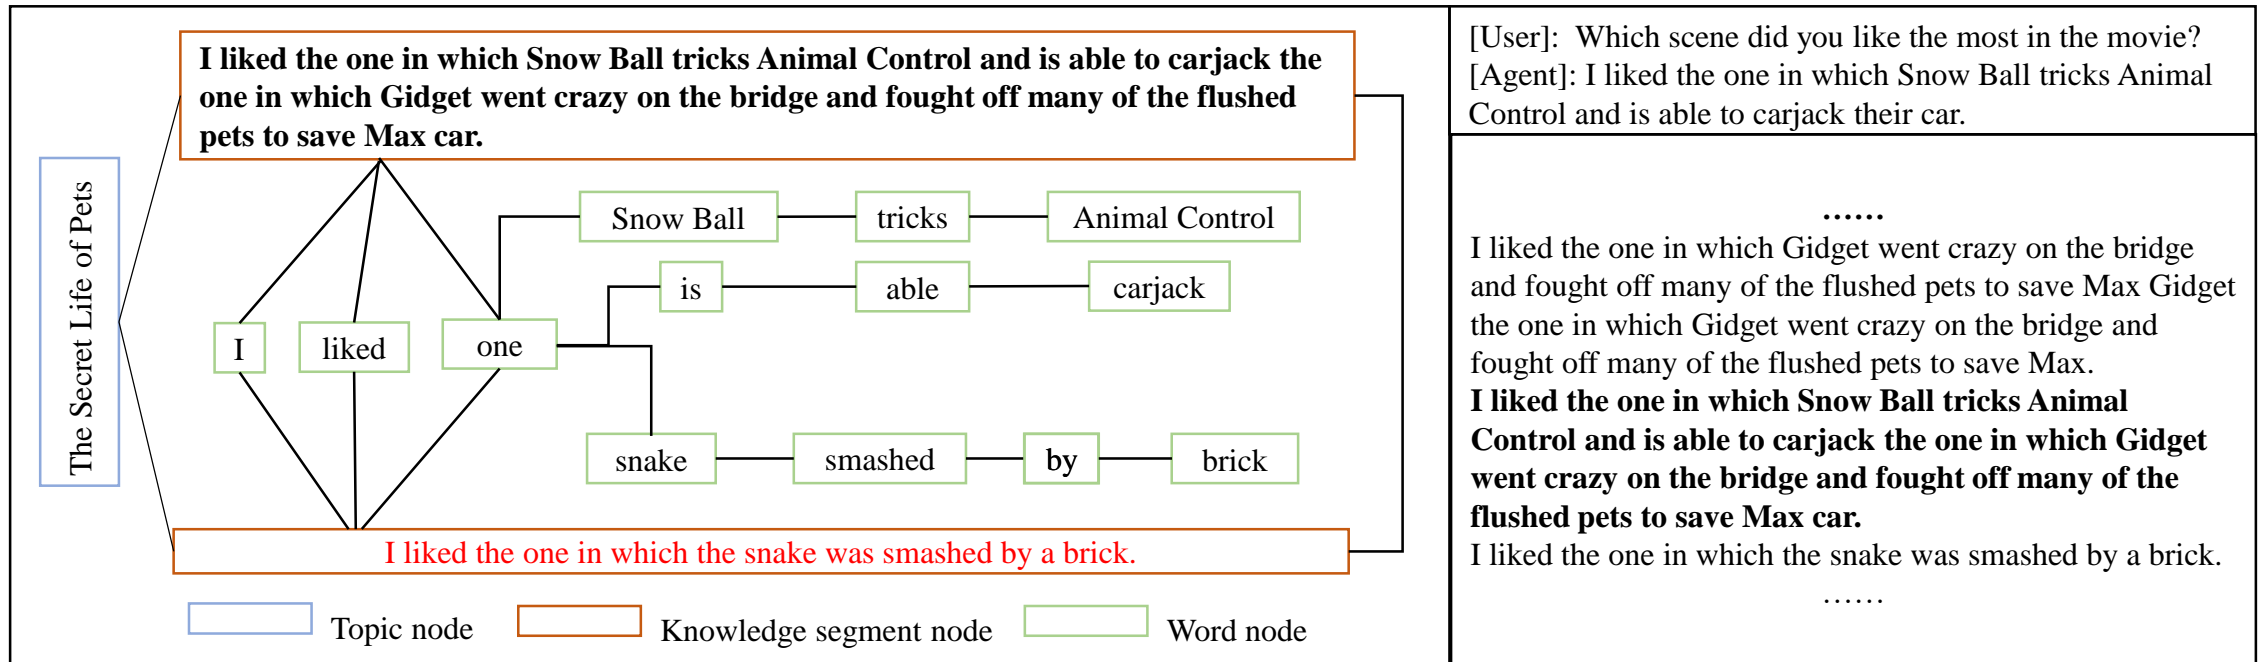 The Secret Life of Pets
I liked the one in which Snow Ball tricks Animal Control and is able to carjack the
one in which Gidget went crazy on the bridge and fought off many of the flushed
pets to save Max car.
Snow Ball
tricks
Animal Control
is
able
carjack
I
liked
one
snake
smashed
by
brick
I liked the one in which the snake was smashed by a brick.
Topic node
Knowledge segment node
Word node
[User]: Which scene did you like the most in the movie?
[Agent]: I liked the one in which Snow Ball tricks Animal
Control and is able to carjack their car.
......
I liked the one in which Gidget went crazy on the bridge
and fought off many of the flushed pets to save Max Gidget
the one in which Gidget went crazy on the bridge and
fought off many of the flushed pets to save Max.
I liked the one in which Snow Ball tricks Animal
Control and is able to carjack the one in which Gidget
went crazy on the bridge and fought off many of the
flushed pets to save Max car.
I liked the one in which the snake was smashed by a brick.
......